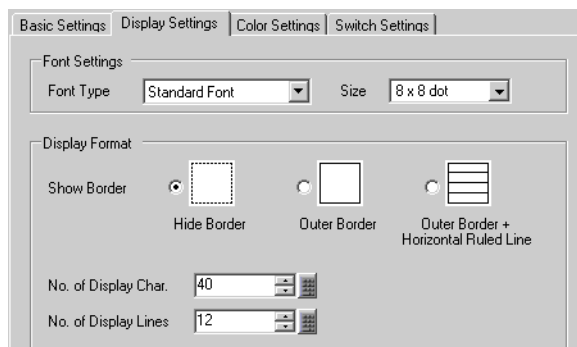 Basic Settings Display Settings Color Settings Switch Settings
Font Settings
Font Type Standard Font Size 8 x 8 dot
Display Format
Show Border
Hide Border Outer Border Outer Border +
Horizontal Ruled Line
No. of Display Char. 40
No. of Display Lines 12